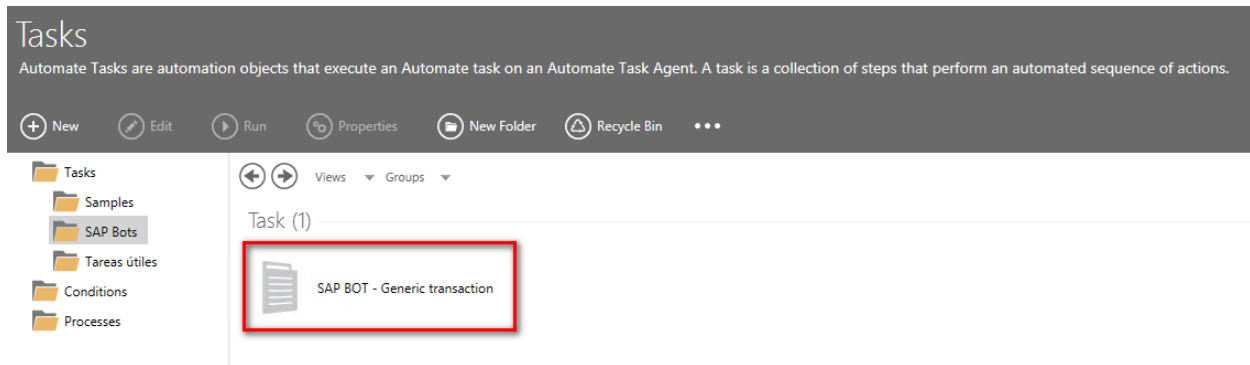 Tasks
Automate Tasks are automation objects that execute an Automate task on an Automate Task Agent. A task is a collection of steps that perform an automated sequence of actions.
New Edit Run Properties New Folder Recycle Bin
Tasks
Samples
SAP Bots
Tareas útiles
Conditions
Processes
Views Groups
Task (1)
SAP BOT - Generic transaction